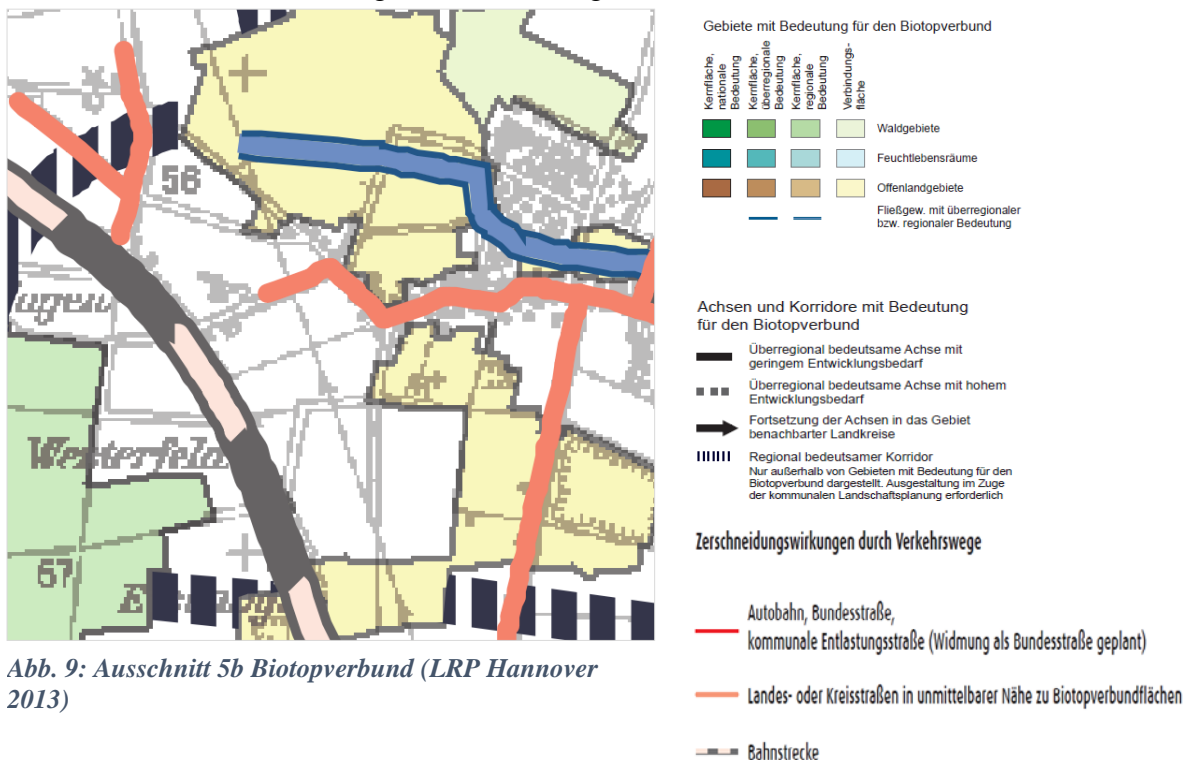 56
Westerfeld
67
Abb. 9: Ausschnitt 5b Biotopverbund (LRP Hannover
2013)
Gebiete mit Bedeutung für den Biotopverbund
Kernfläche,
nationale
Bedeutung
Kernfläche,
überregionale
Bedeutung
Kernfläche,
regionale
Bedeutung
Verbindungs-
fläche
Waldgebiete
Feuchtlebensräume
Offenlandgebiete
Fließgew. mit überregionaler
bzw. regionaler Bedeutung
Achsen und Korridore mit Bedeutung
für den Biotopverbund
Überregional bedeutsame Achse mit
geringem Entwicklungsbedarf
Überregional bedeutsame Achse mit hohem
Entwicklungsbedarf
Fortsetzung der Achsen in das Gebiet
benachbarter Landkreise
Regional bedeutsamer Korridor
Nur außerhalb von Gebieten mit Bedeutung für den
Biotopverbund dargestellt. Ausgestaltung im Zuge
der kommunalen Landschaftsplanung erforderlich
Zerschneidungswirkungen durch Verkehrswege
Autobahn, Bundesstraße,
kommunale Entlastungsstraße (Widmung als Bundesstraße geplant)
Landes- oder Kreisstraßen in unmittelbarer Nähe zu Biotopverbundflächen
Bahnstrecke